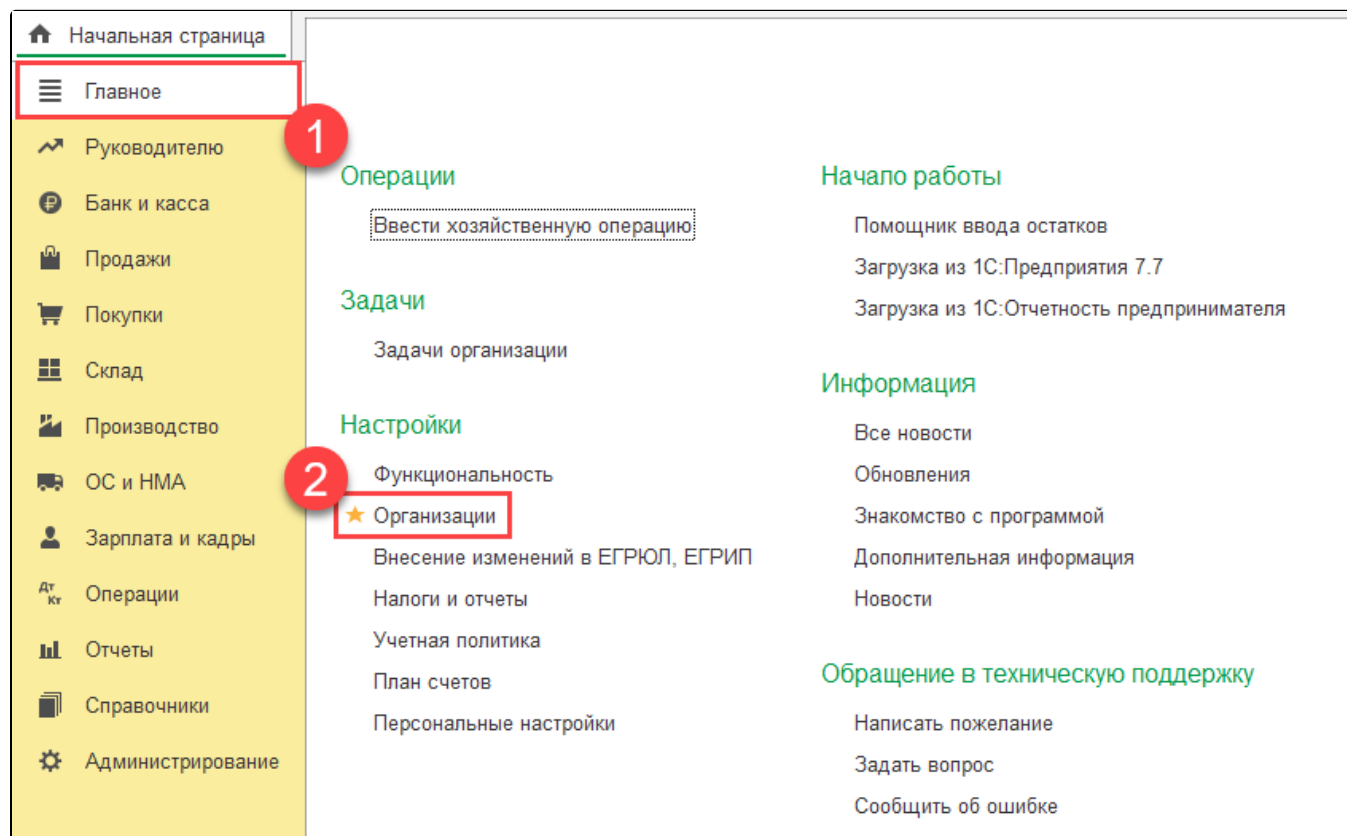 Начальная страница
Главное
1
Руководителю
Банк и касса
Продажи
Покупки
Склад
Производство
ОС и НМА
Зарплата и кадры
Дт
Кт
Операции
Отчеты
Справочники
Администрирование
Операции
Ввести хозяйственную операцию
Задачи
Задачи организации
Настройки
2
Функциональность
Организации
Внесение изменений в ЕГРЮЛ, ЕГРИП
Налоги и отчеты
Учетная политика
План счетов
Персональные настройки
Начало работы
Помощник ввода остатков
Загрузка из 1С:Предприятия 7.7
Загрузка из 1С:Отчетность предпринимателя
Информация
Все новости
Обновления
Знакомство с программой
Дополнительная информация
Новости
Обращение в техническую поддержку
Написать пожелание
Задать вопрос
Сообщить об ошибке